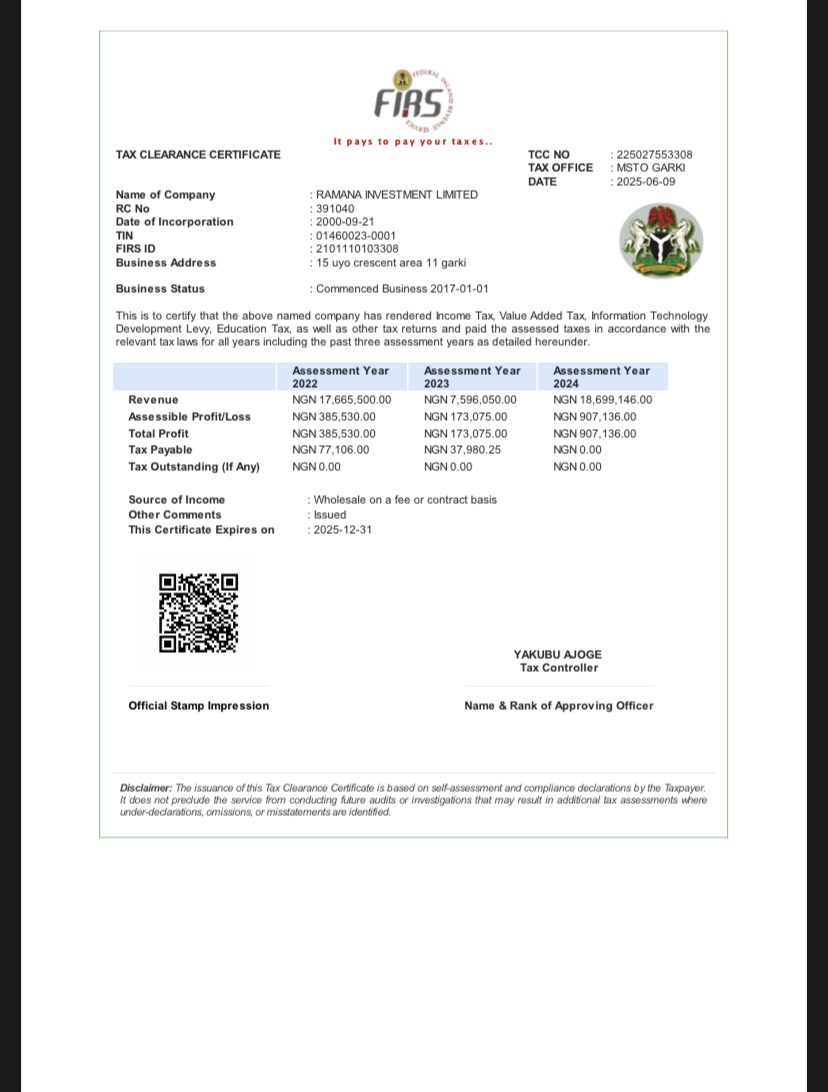 FEDERAL INLAND REVENUE SERVICE
FIRS
It pays to pay your taxes..
TAX CLEARANCE CERTIFICATE
TCC NO : 225027553308
TAX OFFICE : MSTO GARKI
DATE : 2025-06-09
Name of Company : RAMANA INVESTMENT LIMITED
RC No : 391040
Date of Incorporation : 2000-09-21
TIN : 01460023-0001
FIRS ID : 2101110103308
Business Address : 15 uyo crescent area 11 garki
Business Status : Commenced Business 2017-01-01
This is to certify that the above named company has rendered Income Tax, Value Added Tax, Information Technology
Development Levy, Education Tax, as well as other tax returns and paid the assessed taxes in accordance with the
relevant tax laws for all years including the past three assessment years as detailed hereunder.
Assessment Year 2022 Assessment Year 2023 Assessment Year 2024
Revenue NGN 17,665,500.00 NGN 7,596,050.00 NGN 18,699,146.00
Assessible Profit/Loss NGN 385,530.00 NGN 173,075.00 NGN 907,136.00
Total Profit NGN 385,530.00 NGN 173,075.00 NGN 907,136.00
Tax Payable NGN 77,106.00 NGN 37,980.25 NGN 0.00
Tax Outstanding (If Any) NGN 0.00 NGN 0.00 NGN 0.00
Source of Income : Wholesale on a fee or contract basis
Other Comments : Issued
This Certificate Expires on : 2025-12-31
YAKUBU AJOGE
Tax Controller
Official Stamp Impression
Name & Rank of Approving Officer
Disclaimer: The issuance of this Tax Clearance Certificate is based on self-assessment and compliance declarations by the Taxpayer.
It does not preclude the service from conducting future audits or investigations that may result in additional tax assessments where
under-declarations, omissions, or misstatements are identified.